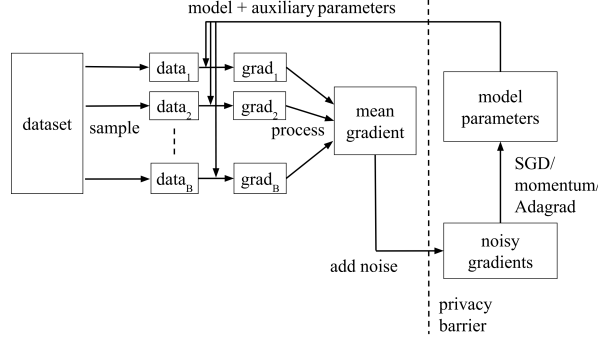 model + auxiliary parameters
dataset
sample
data1
data2
dataB
grad1
grad2
gradB
process
mean
gradient
add noise
model
parameters
SGD/
momentum/
Adagrad
noisy
gradients
privacy
barrier